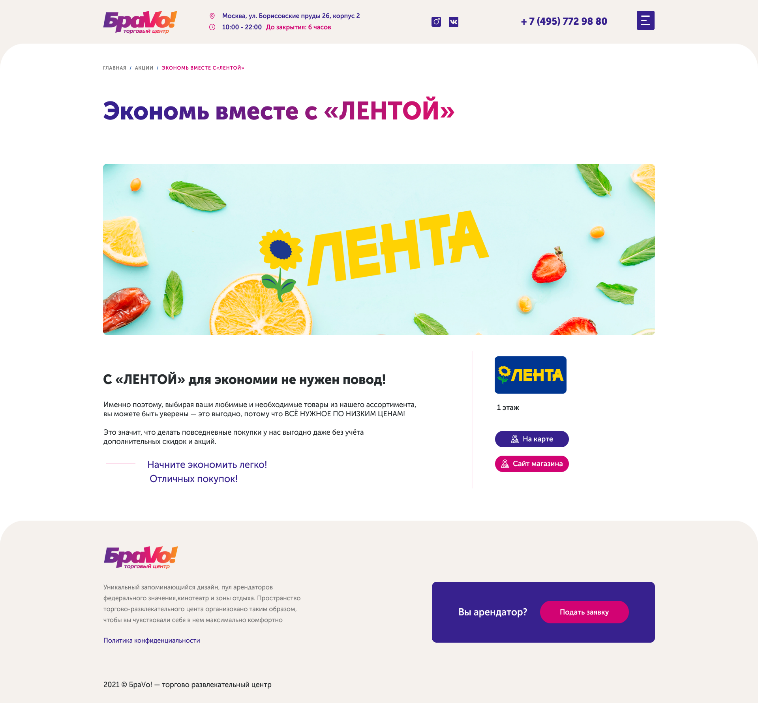 БраVо!
торговый центр
Москва, ул. Борисовские пруды 26, корпус 2
10:00 - 22:00 До закрытия: 6 часов
+ 7 (495) 772 98 80
ГЛАВНАЯ / АКЦИИ / ЭКОНОМЬ ВМЕСТЕ С«ЛЕНТОЙ»
Экономь вместе с «ЛЕНТОЙ»
ЛЕНТА
С «ЛЕНТОЙ» для экономии не нужен повод!
Именно поэтому, выбирая ваши любимые и необходимые товары из нашего ассортимента,
вы можете быть уверены — это выгодно, потому что ВСЁ НУЖНОЕ ПО НИЗКИМ ЦЕНАМ!
Это значит, что делать повседневные покупки у нас выгодно даже без учёта
дополнительных скидок и акций.
Начните экономить легко!
Отличных покупок!
ЛЕНТА
1 этаж
На карте
Сайт магазина
БраVо!
торговый центр
Уникальный запоминающийся дизайн, пул арендаторов
федерального значения,кинотеатр и зоны отдыха. Пространство
торгово-развлекательного цента организовано таким образом,
чтобы вы чувствовали себя в нем максимально комфортно
Политика конфиденциальности
Вы арендатор?
Подать заявку
2021 © БраVо! — торгово развлекательный центр